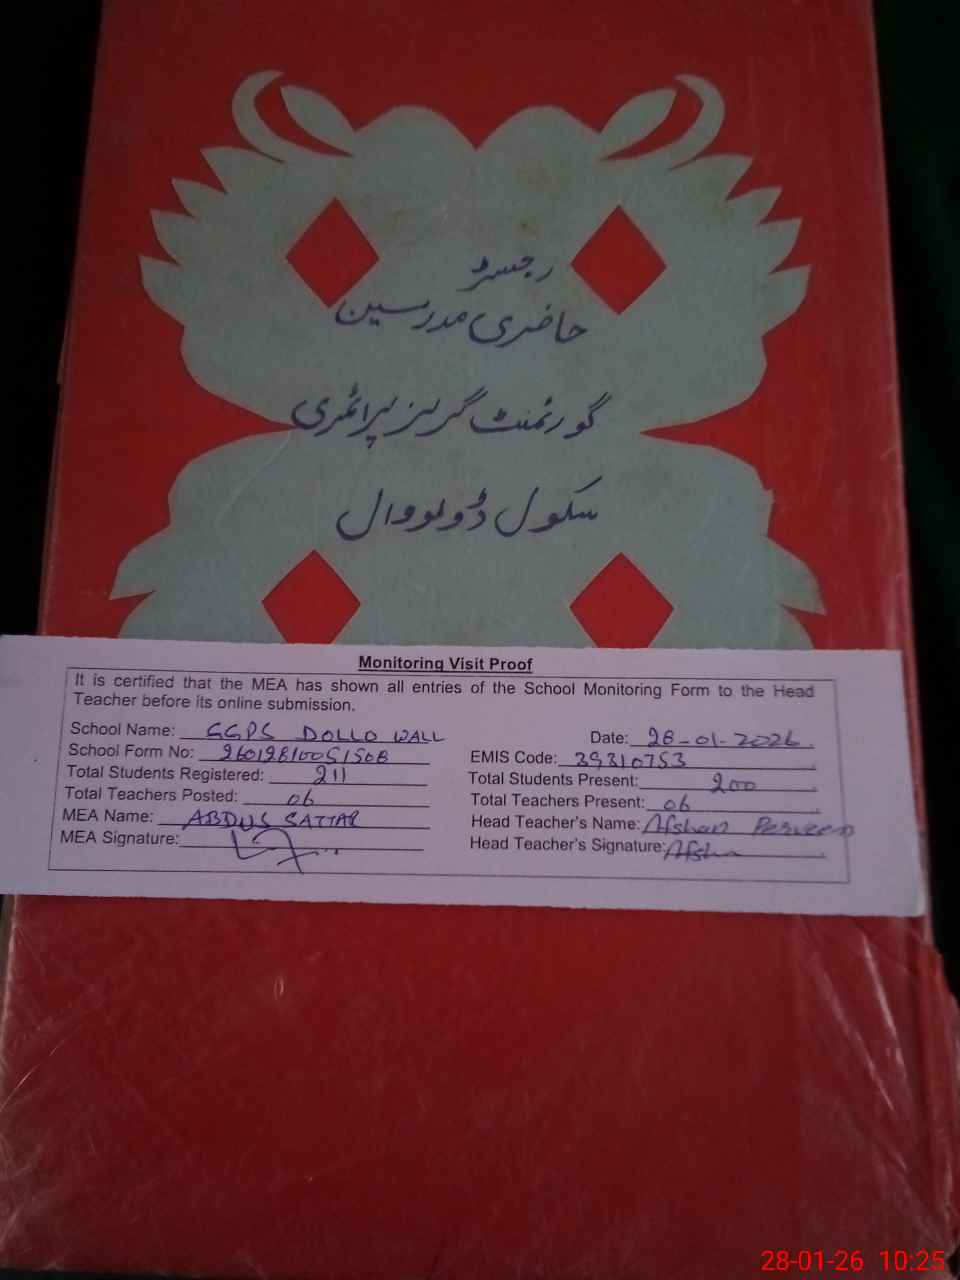 رجسٹر
حاضری مدرسین
گورنمنٹ گرلز پرائمری
سکول ڈولووال
Monitoring Visit Proof
It is certified that the MEA has shown all entries of the School Monitoring Form to the Head
Teacher before its online submission.
School Name: GGPS DOLLO WALL
Date: 28-01-2026
School Form No: 26012810051508
EMIS Code: 39310753
Total Students Registered: 211
Total Students Present: 200
Total Teachers Posted: 06
Total Teachers Present: 06
MEA Name: ABDUS SATTAR
Head Teacher's Name: Afshan Perveen
MEA Signature:
Head Teacher's Signature: Afsha
28-01-26 10:25